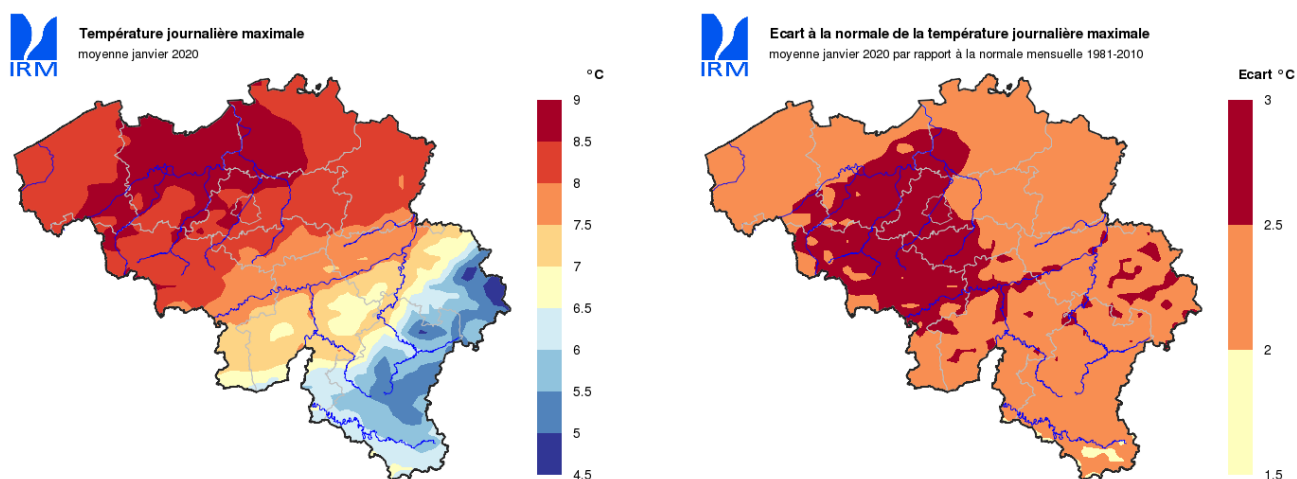 Température journalière maximale
moyenne janvier 2020
IRM
°C
9
8.5
8
7.5
7
6.5
6
5.5
5
4.5
Ecart à la normale de la température journalière maximale
moyenne janvier 2020 par rapport à la normale mensuelle 1981-2010
IRM
Ecart °C
3
2.5
2
1.5